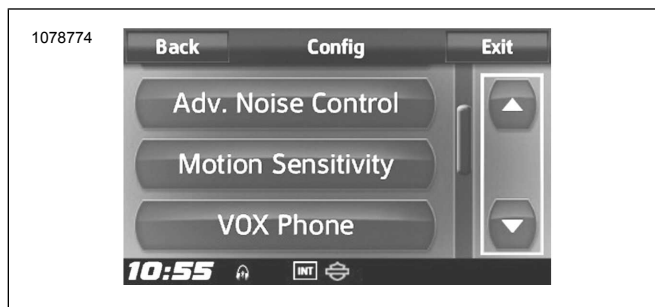 1078774
Back Config Exit
Adv. Noise Control
Motion Sensitivity
VOX Phone
10:55 INT